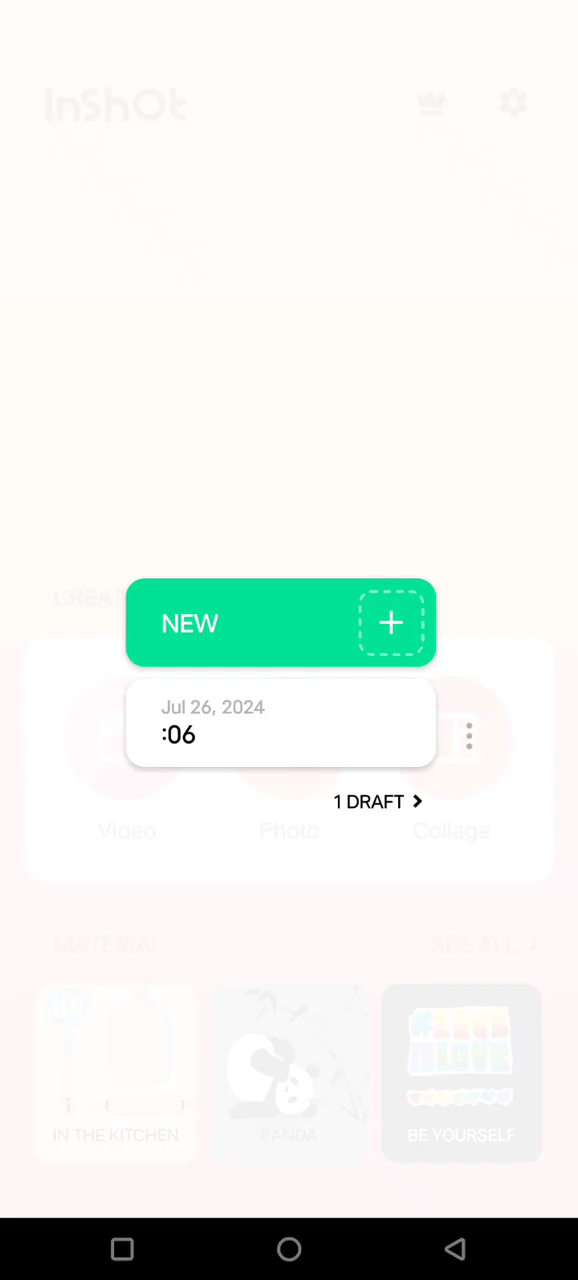 InShOt
CREA
NEW
Jul 26, 2024
:06
1 DRAFT
Video
Photo
Collage
MATERIAL
SEE ALL
IN THE KITCHEN
PANDA
BE YOURSELF